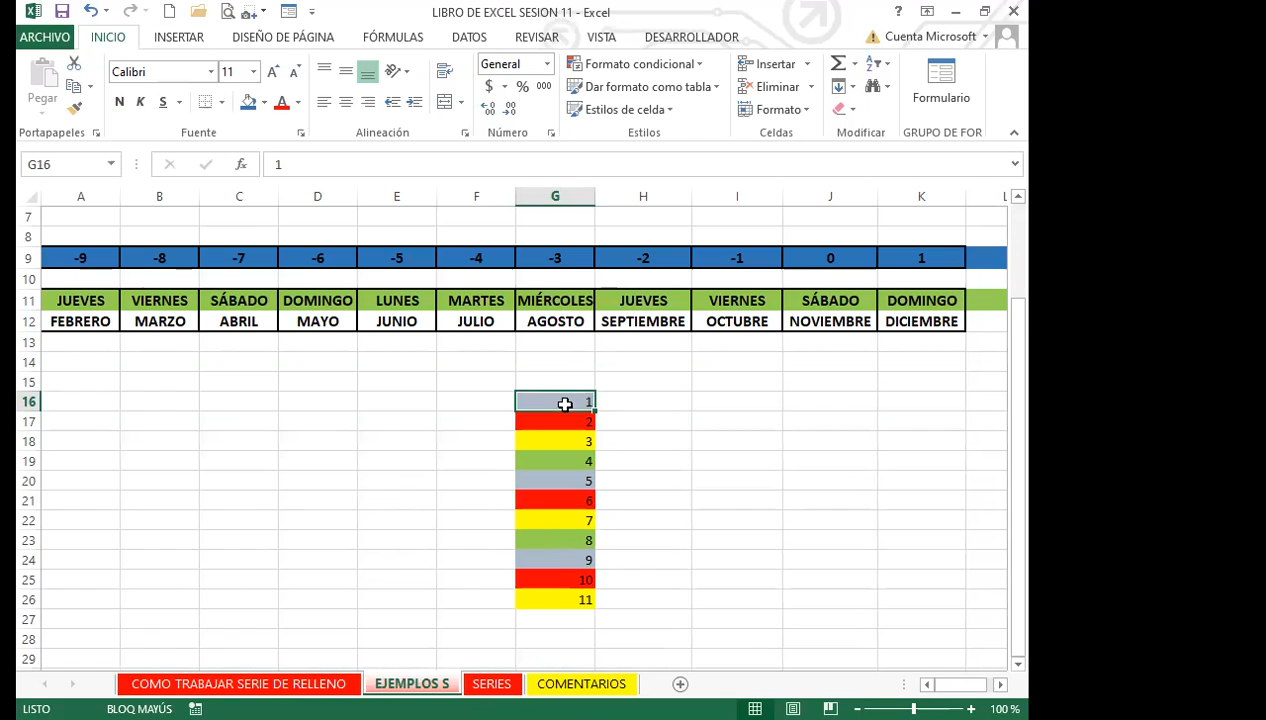 LIBRO DE EXCEL SESION 11 - Excel
ARCHIVO INICIO INSERTAR DISEÑO DE PÁGINA FÓRMULAS DATOS REVISAR VISTA DESARROLLADOR Cuenta Microsoft
Pegar
Calibri 11
N K S
General
$ % 000
Formato condicional
Dar formato como tabla
Estilos de celda
Insertar
Eliminar
Formato
Formulario
Portapapeles Fuente Alineación Número Estilos Celdas Modificar GRUPO DE FOR
G16 fx 1
A B C D E F G H I J K L
7
8
9 -9 -8 -7 -6 -5 -4 -3 -2 -1 0 1
10
11 JUEVES VIERNES SÁBADO DOMINGO LUNES MARTES MIÉRCOLES JUEVES VIERNES SÁBADO DOMINGO
12 FEBRERO MARZO ABRIL MAYO JUNIO JULIO AGOSTO SEPTIEMBRE OCTUBRE NOVIEMBRE DICIEMBRE
13
14
15
16 1
17 2
18 3
19 4
20 5
21 6
22 7
23 8
24 9
25 10
26 11
27
28
29
COMO TRABAJAR SERIE DE RELLENO EJEMPLOS S SERIES COMENTARIOS
LISTO BLOQ MAYÚS 100 %